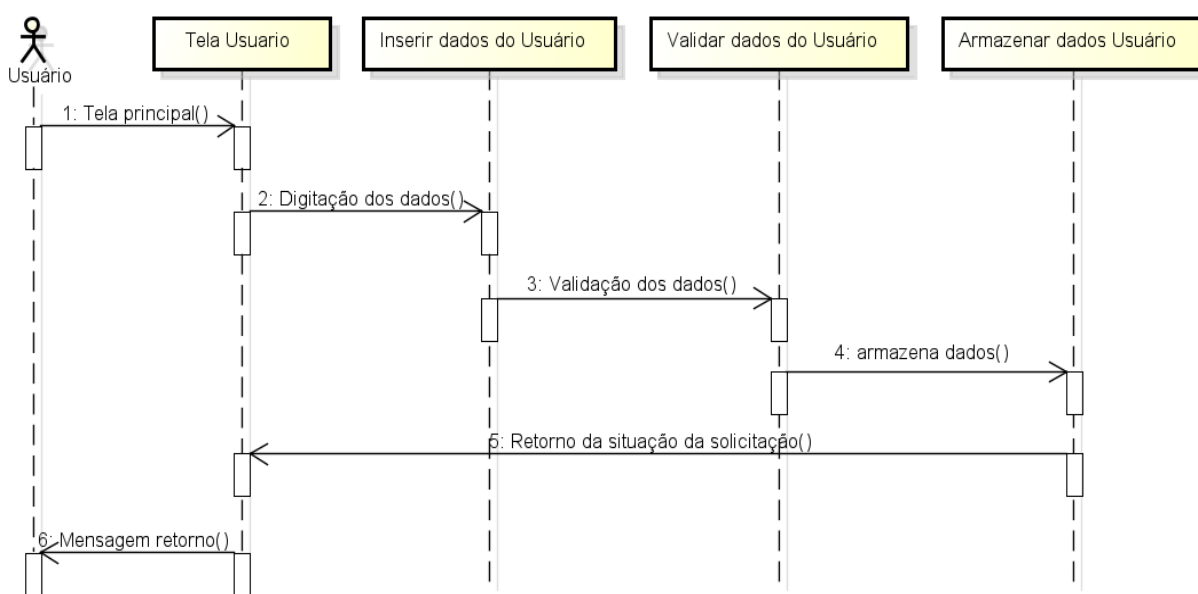 Tela Usuario
Inserir dados do Usuário
Validar dados do Usuário
Armazenar dados Usuário
Usuário
1: Tela principal()
2: Digitação dos dados()
3: Validação dos dados()
4: armazena dados()
5: Retorno da situação da solicitação()
6: Mensagem retorno()